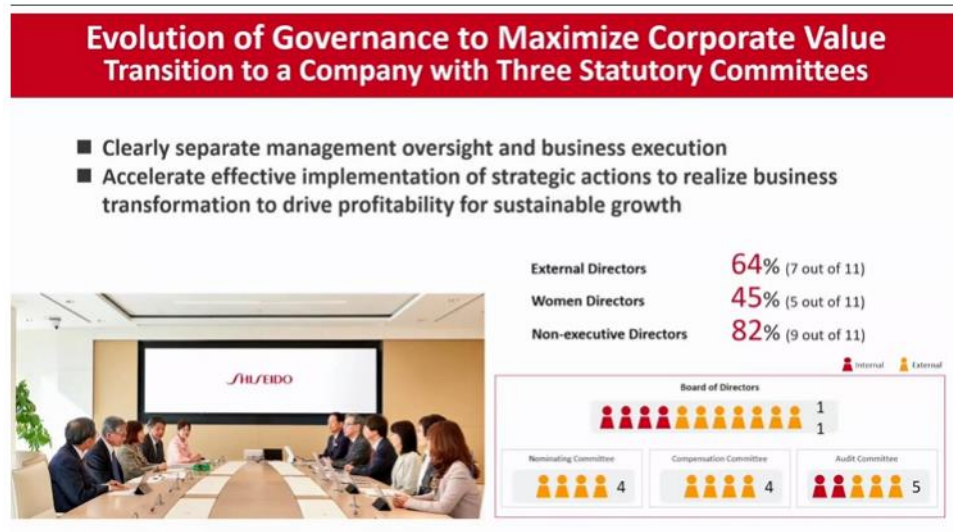 Evolution of Governance to Maximize Corporate Value
Transition to a Company with Three Statutory Committees
■ Clearly separate management oversight and business execution
■ Accelerate effective implementation of strategic actions to realize business
transformation to drive profitability for sustainable growth
External Directors 64% (7 out of 11)
Women Directors 45% (5 out of 11)
Non-executive Directors 82% (9 out of 11)
SHISEIDO
Internal External
Board of Directors
1
1
Nominating Committee Compensation Committee Audit Committee
4 4 5